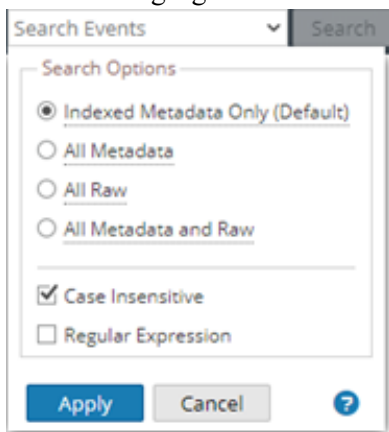 Search Events Search
Search Options
Indexed Metadata Only (Default)
All Metadata
All Raw
All Metadata and Raw
Case Insensitive
Regular Expression
Apply Cancel ?